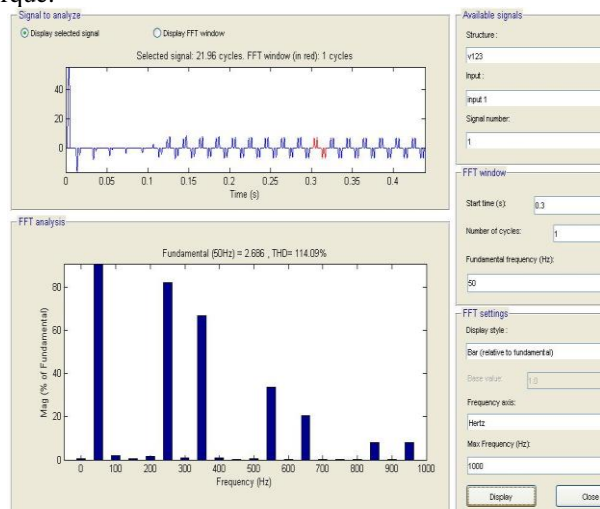 rque.
Signal to analyze
Display selected signal Display FFT window
Selected signal: 21.96 cycles. FFT window (in red): 1 cycles
40
20
0
0 0.05 0.1 0.15 0.2 0.25 0.3 0.35 0.4
Time (s)
FFT analysis
Fundamental (50Hz) = 2.686 , THD= 114.09%
Mag (% of Fundamental)
80
60
40
20
0
0 100 200 300 400 500 600 700 800 900 1000
Frequency (Hz)
Available signals
Structure :
v123
Input :
input 1
Signal number:
1
FFT window
Start time (s): 0.3
Number of cycles: 1
Fundamental frequency (Hz):
50
FFT settings
Display style :
Bar (relative to fundamental)
Base value: 1.0
Frequency axis:
Hertz
Max Frequency (Hz):
1000
Display Close